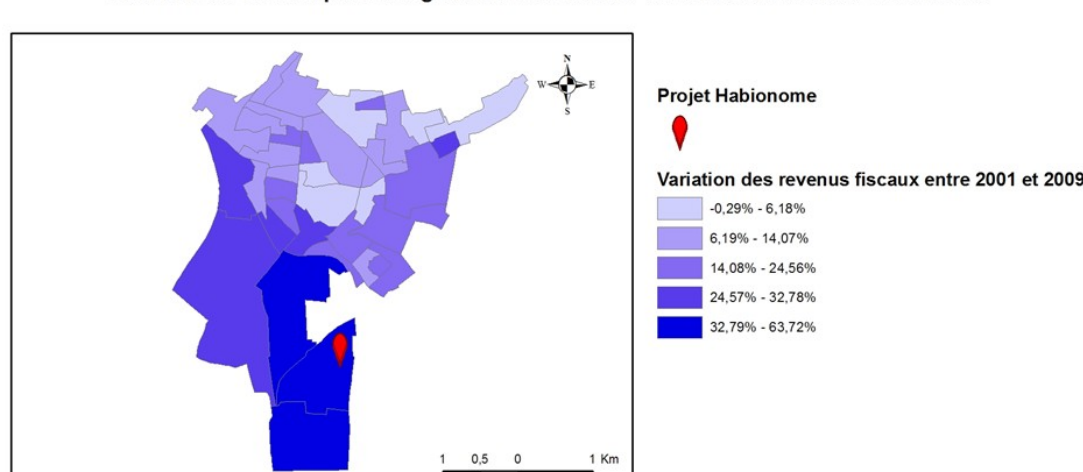 N
W E
S
Projet Habionome
Variation des revenus fiscaux entre 2001 et 2009
-0,29% - 6,18%
6,19% - 14,07%
14,08% - 24,56%
24,57% - 32,78%
32,79% - 63,72%
1 0,5 0 1 Km